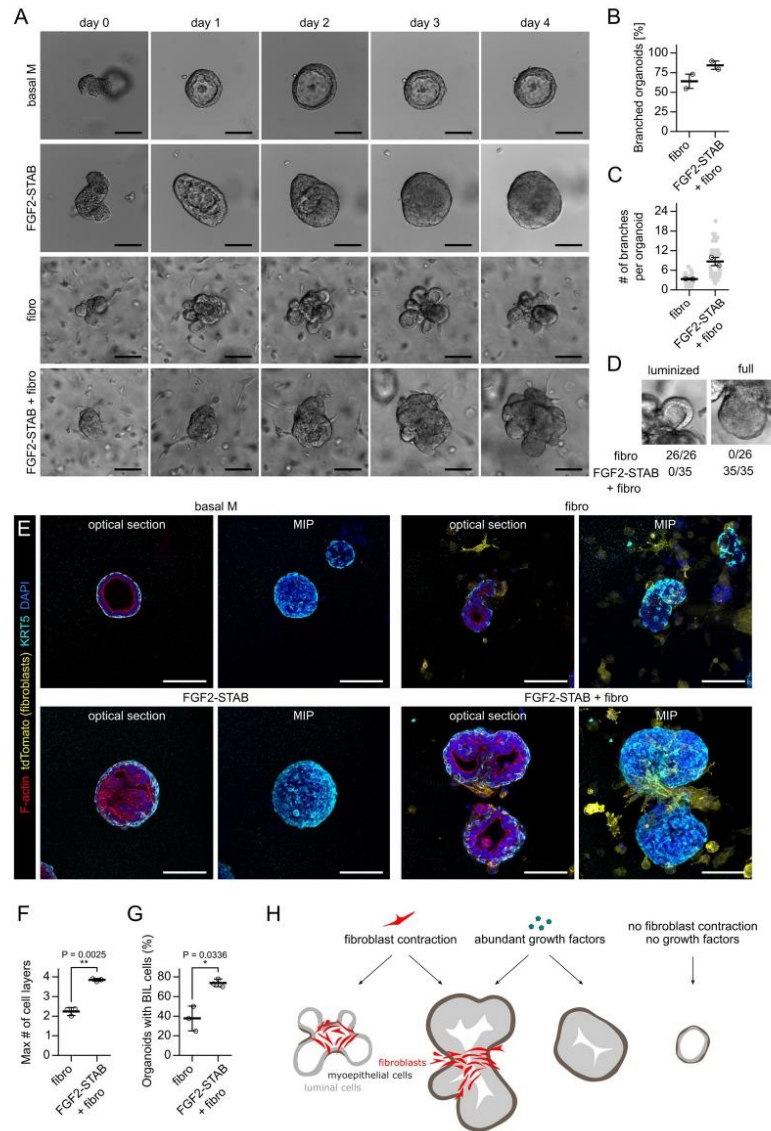 A
day 0 day 1 day 2 day 3 day 4
basal M
FGF2-STAB
fibro
FGF2-STAB + fibro
B
Branched organoids [%]
100
75
50
25
0
fibro
FGF2-STAB
+ fibro
C
# of branches
per organoid
24
18
12
6
0
fibro
FGF2-STAB
+ fibro
D
luminized full
fibro 26/26 0/26
FGF2-STAB 0/35 35/35
+ fibro
E
F-actin tdTomato (fibroblasts) KRT5 DAPI
basal M fibro
optical section MIP optical section MIP
FGF2-STAB FGF2-STAB + fibro
optical section MIP optical section MIP
F
P = 0.0025
**
Max # of cell layers
4
3
2
1
0
fibro
FGF2-STAB
+ fibro
G
P = 0.0336
*
Organoids with BIL cells (%)
80
60
40
20
0
fibro
FGF2-STAB
+ fibro
H
fibroblast contraction
abundant growth factors
no fibroblast contraction
no growth factors
fibroblasts
myoepithelial cells
luminal cells